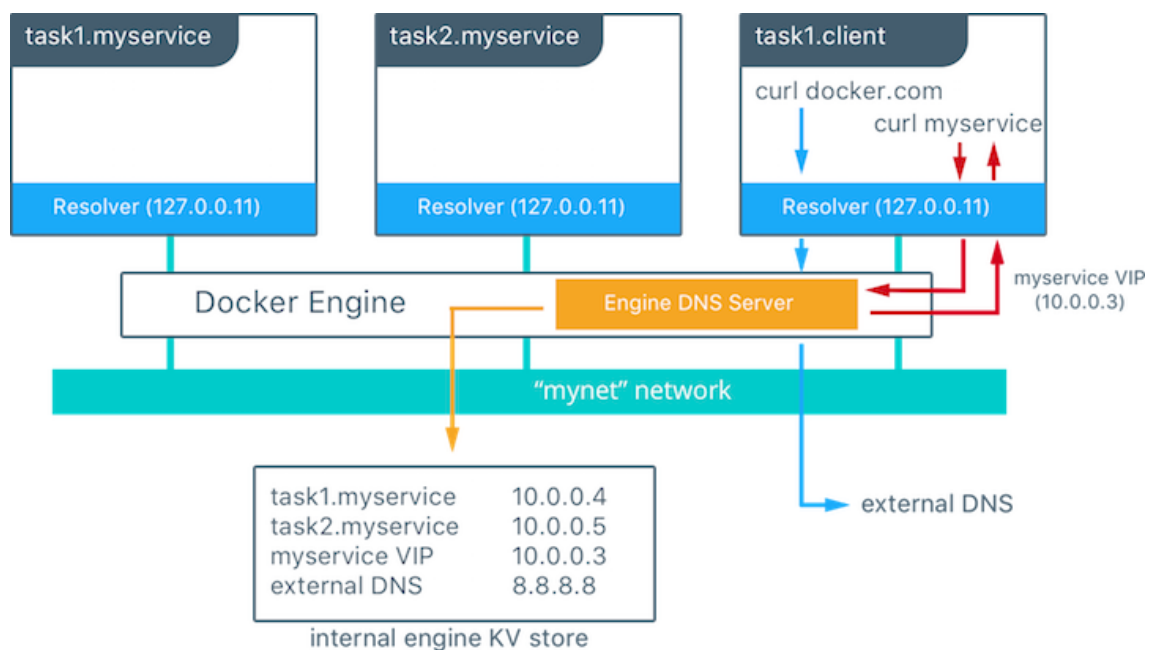 task1.myservice
task2.myservice
task1.client
curl docker.com
curl myservice
Resolver (127.0.0.11)
Resolver (127.0.0.11)
Resolver (127.0.0.11)
Docker Engine
Engine DNS Server
myservice VIP
(10.0.0.3)
“mynet” network
task1.myservice 10.0.0.4
task2.myservice 10.0.0.5
myservice VIP 10.0.0.3
external DNS 8.8.8.8
external DNS
internal engine KV store